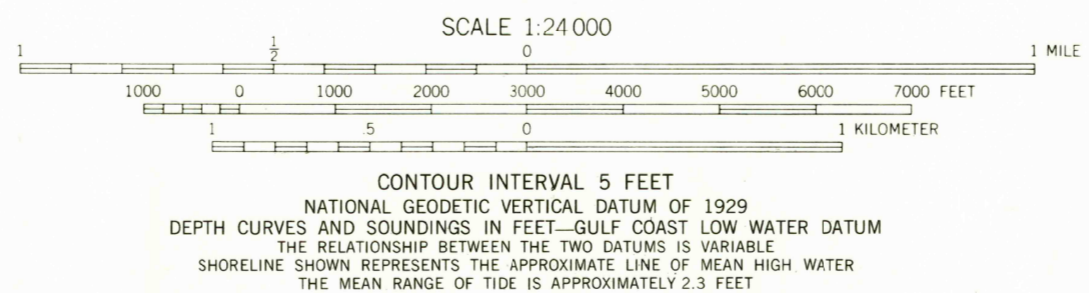 SCALE 1:24 000
1 1/2 0 1 MILE
1000 0 1000 2000 3000 4000 5000 6000 7000 FEET
1 .5 0 1 KILOMETER
CONTOUR INTERVAL 5 FEET
NATIONAL GEODETIC VERTICAL DATUM OF 1929
DEPTH CURVES AND SOUNDINGS IN FEET—GULF COAST LOW WATER DATUM
THE RELATIONSHIP BETWEEN THE TWO DATUMS IS VARIABLE
SHORELINE SHOWN REPRESENTS THE APPROXIMATE LINE OF MEAN HIGH WATER
THE MEAN RANGE OF TIDE IS APPROXIMATELY 2.3 FEET